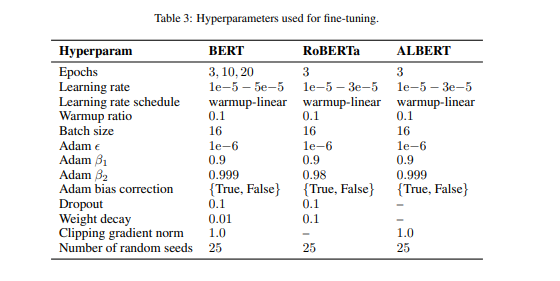 Table 3: Hyperparameters used for fine-tuning.
Hyperparam BERT RoBERTa ALBERT
Epochs 3, 10, 20 3 3
Learning rate 1e−5 − 5e−5 1e−5 − 3e−5 1e−5 − 3e−5
Learning rate schedule warmup-linear warmup-linear warmup-linear
Warmup ratio 0.1 0.1 0.1
Batch size 16 16 16
Adam ϵ 1e−6 1e−6 1e−6
Adam β₁ 0.9 0.9 0.9
Adam β₂ 0.999 0.98 0.999
Adam bias correction {True, False} {True, False} {True, False}
Dropout 0.1 0.1 –
Weight decay 0.01 0.1 –
Clipping gradient norm 1.0 – 1.0
Number of random seeds 25 25 25